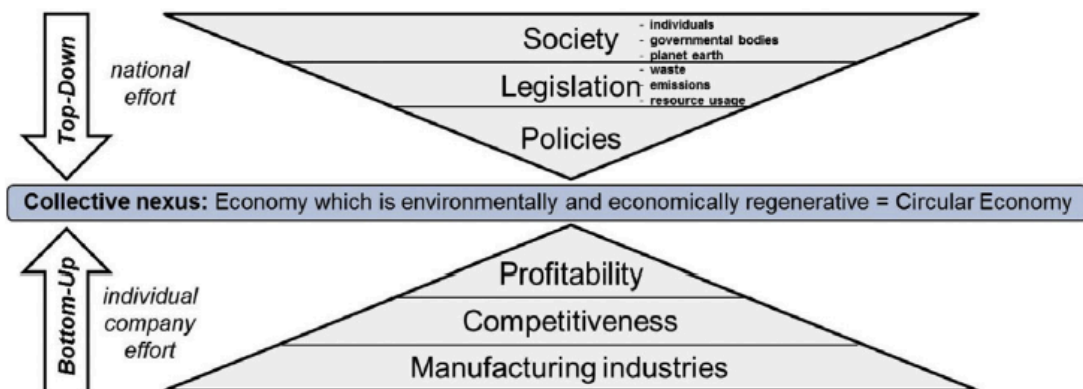 Top-Down
national
effort
Society
- individuals
- governmental bodies
- planet earth
Legislation
- waste
- emissions
- resource usage
Policies
Collective nexus: Economy which is environmentally and economically regenerative = Circular Economy
Bottom-Up
individual
company
effort
Profitability
Competitiveness
Manufacturing industries